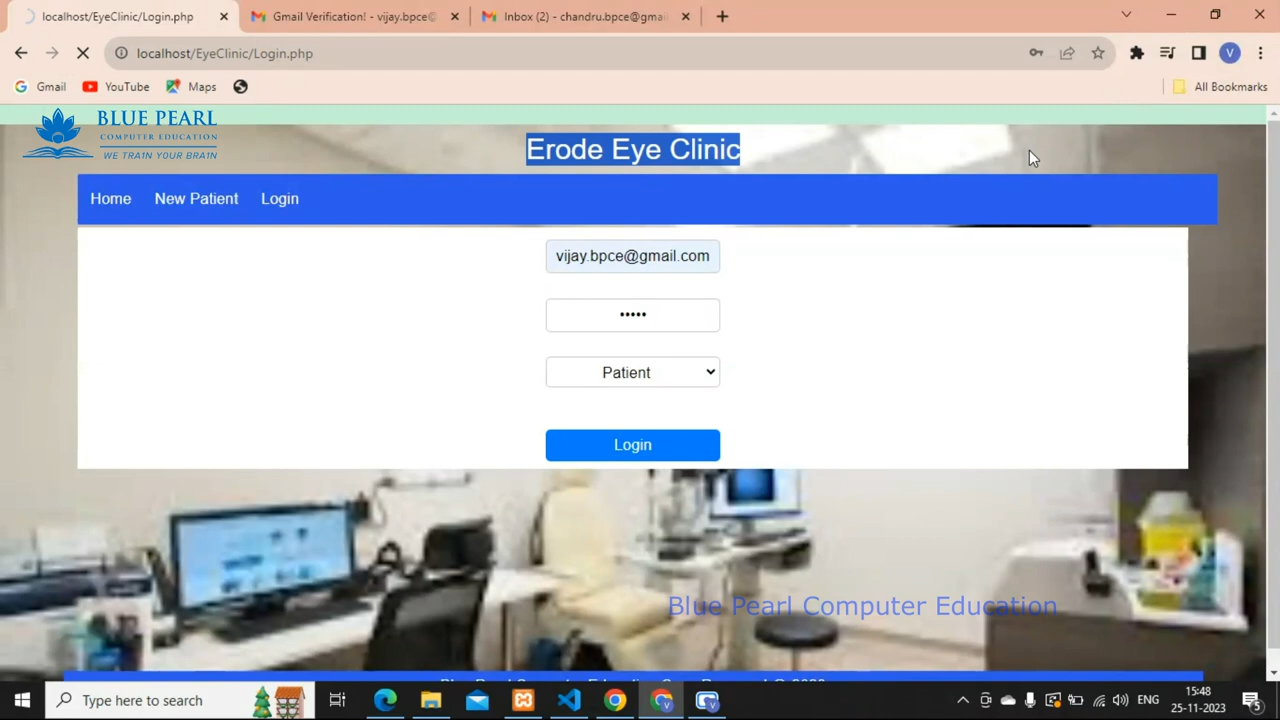 localhost/EyeClinic/Login.php
Gmail Verification! - vijay.bpce@
Inbox (2) - chandru.bpce@gmai
localhost/EyeClinic/Login.php
V
Gmail
YouTube
Maps
All Bookmarks
BLUE PEARL
COMPUTER EDUCATION
WE TRAIN YOUR BRAIN
Erode Eye Clinic
Home
New Patient
Login
vijay.bpce@gmail.com
•••••
Patient
Login
Blue Pearl Computer Education
Type here to search
ENG
15:48
25-11-2023
5